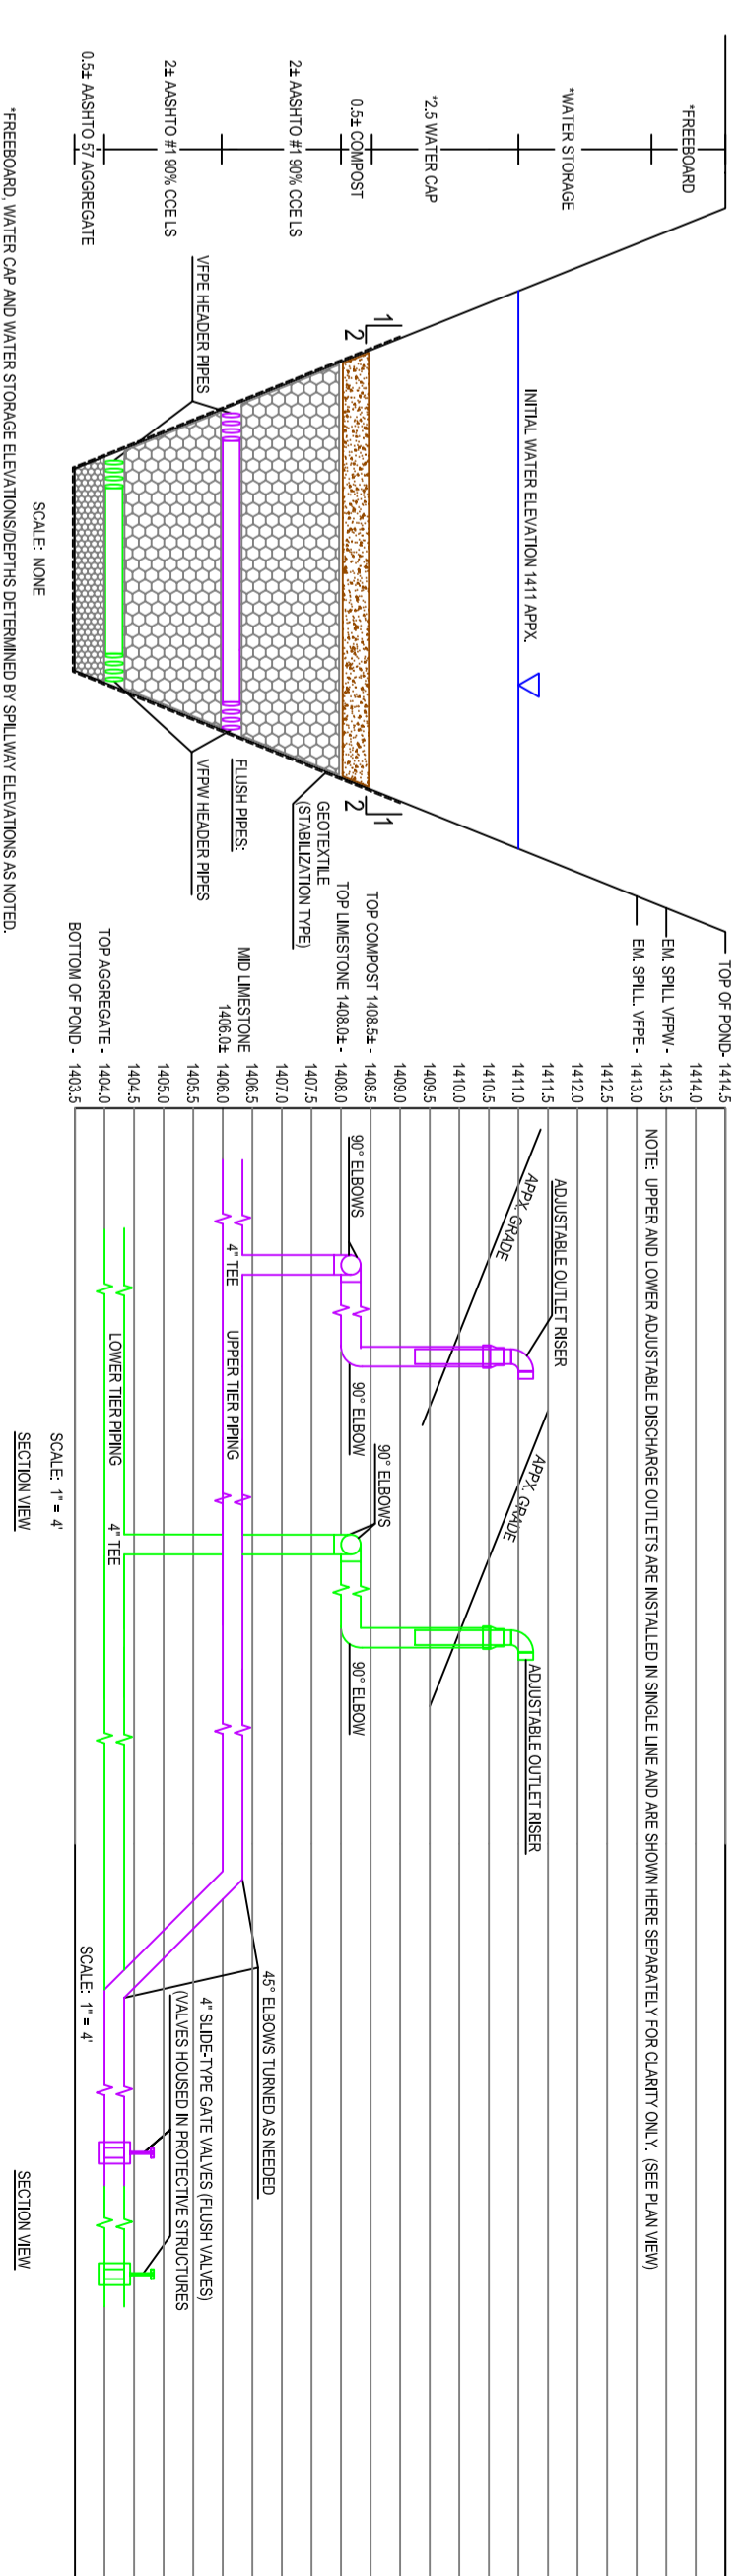 *FREEBOARD
*WATER STORAGE
*2.5 WATER CAP
0.5± COMPOST
2± AASHTO #1 90% CCE LS
2± AASHTO #1 90% CCE LS
0.5± AASHTO 57 AGGREGATE
INITIAL WATER ELEVATION 1411 APPX.
1
2
1
2
VFPE HEADER PIPES
FLUSH PIPES:
VFPW HEADER PIPES
GEOTEXTILE
(STABILIZATION TYPE)
SCALE: NONE
*FREEBOARD, WATER CAP AND WATER STORAGE ELEVATIONS/DEPTHS DETERMINED BY SPILLWAY ELEVATIONS AS NOTED.
TOP OF POND- 1414.5
1414.0
EM. SPILL VFPW - 1413.5
EM. SPILL. VFPE - 1413.0
1412.5
1412.0
1411.5
1411.0
1410.5
1410.0
1409.5
1409.0
TOP COMPOST 1408.5± - 1408.5
TOP LIMESTONE 1408.0± - 1408.0
1407.5
1407.0
1406.5
MID LIMESTONE
1406.0± 1406.0
1405.5
1405.0
1404.5
TOP AGGREGATE - 1404.0
BOTTOM OF POND - 1403.5
NOTE: UPPER AND LOWER ADJUSTABLE DISCHARGE OUTLETS ARE INSTALLED IN SINGLE LINE AND ARE SHOWN HERE SEPARATELY FOR CLARITY ONLY. (SEE PLAN VIEW)
ADJUSTABLE OUTLET RISER
APPX. GRADE
90° ELBOWS
90° ELBOW
4" TEE
UPPER TIER PIPING
LOWER TIER PIPING
APPX. GRADE
ADJUSTABLE OUTLET RISER
90° ELBOWS
90° ELBOW
4" TEE
SCALE: 1" = 4'
SECTION VIEW
45° ELBOWS TURNED AS NEEDED
4" SLIDE-TYPE GATE VALVES (FLUSH VALVES)
(VALVES HOUSED IN PROTECTIVE STRUCTURES
SCALE: 1" = 4'
SECTION VIEW